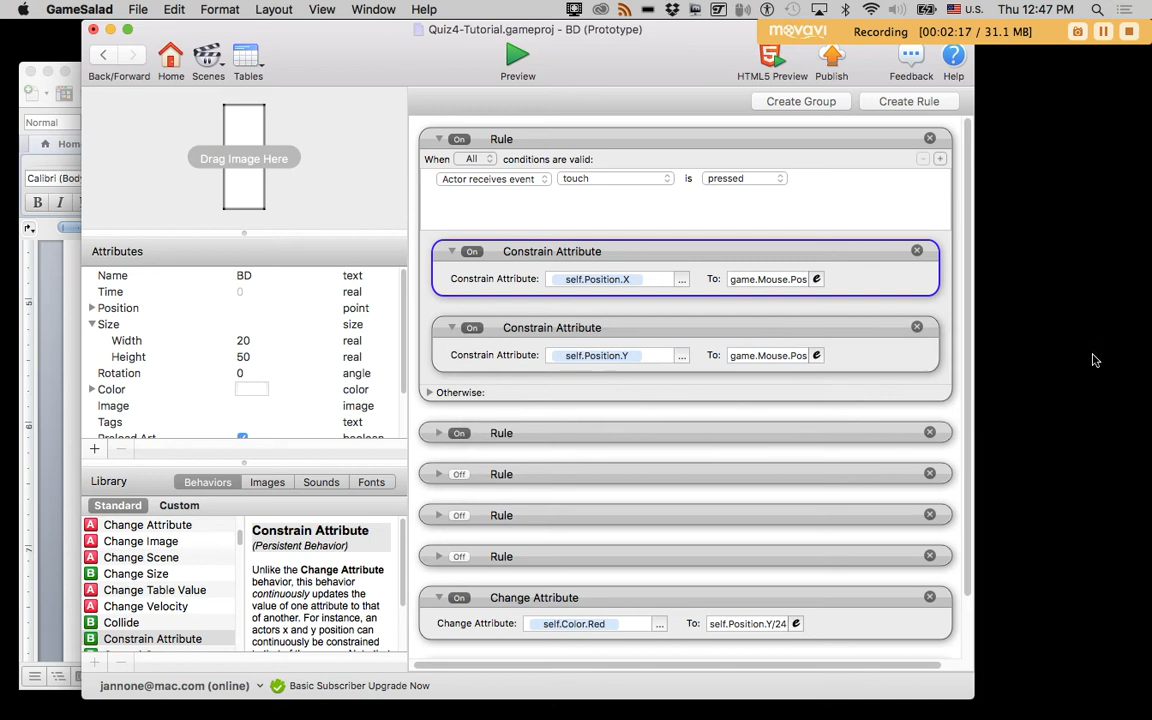 GameSalad File Edit Format Layout View Window Help U.S. Thu 12:47 PM
movavi Recording [00:02:17 / 31.1 MB]
Quiz4-Tutorial.gameproj - BD (Prototype)
Back/Forward Home Scenes Tables Preview HTML5 Preview Publish Feedback Help
Normal
Hom
Calibri (Bod
B I
Drag Image Here
Create Group Create Rule
On Rule
When All conditions are valid:
Actor receives event touch is pressed
On Constrain Attribute
Constrain Attribute: self.Position.X ... To: game.Mouse.Pos e
On Constrain Attribute
Constrain Attribute: self.Position.Y ... To: game.Mouse.Pos e
Otherwise:
On Rule
Off Rule
Off Rule
Off Rule
On Change Attribute
Change Attribute: self.Color.Red ... To: self.Position.Y/24 e
Attributes
Name BD text
Time 0 real
Position point
Size size
Width 20 real
Height 50 real
Rotation 0 angle
Color color
Image image
Tags text
Library Behaviors Images Sounds Fonts
Standard Custom
A Change Attribute
A Change Image
A Change Scene
B Change Size
A Change Table Value
A Change Velocity
B Collide
B Constrain Attribute
Constrain Attribute
(Persistent Behavior)
Unlike the Change Attribute
behavior, this behavior
continuously updates the
value of one attribute to that
of another. For instance, an
actors x and y position can
continuously be constrained
jannone@mac.com (online) Basic Subscriber Upgrade Now